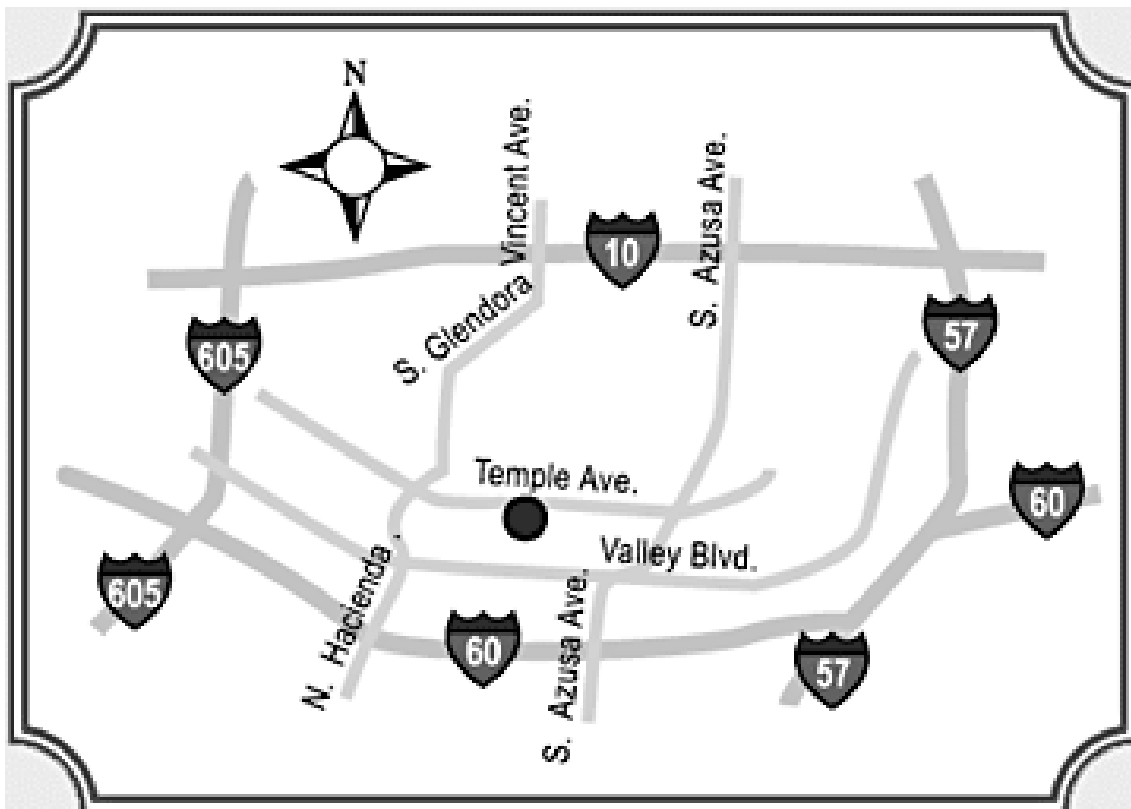 N
Vincent Ave.
S. Azusa Ave.
10
S. Glendora
57
605
Temple Ave.
60
Valley Blvd.
605
N. Hacienda
S. Azusa Ave.
60
57